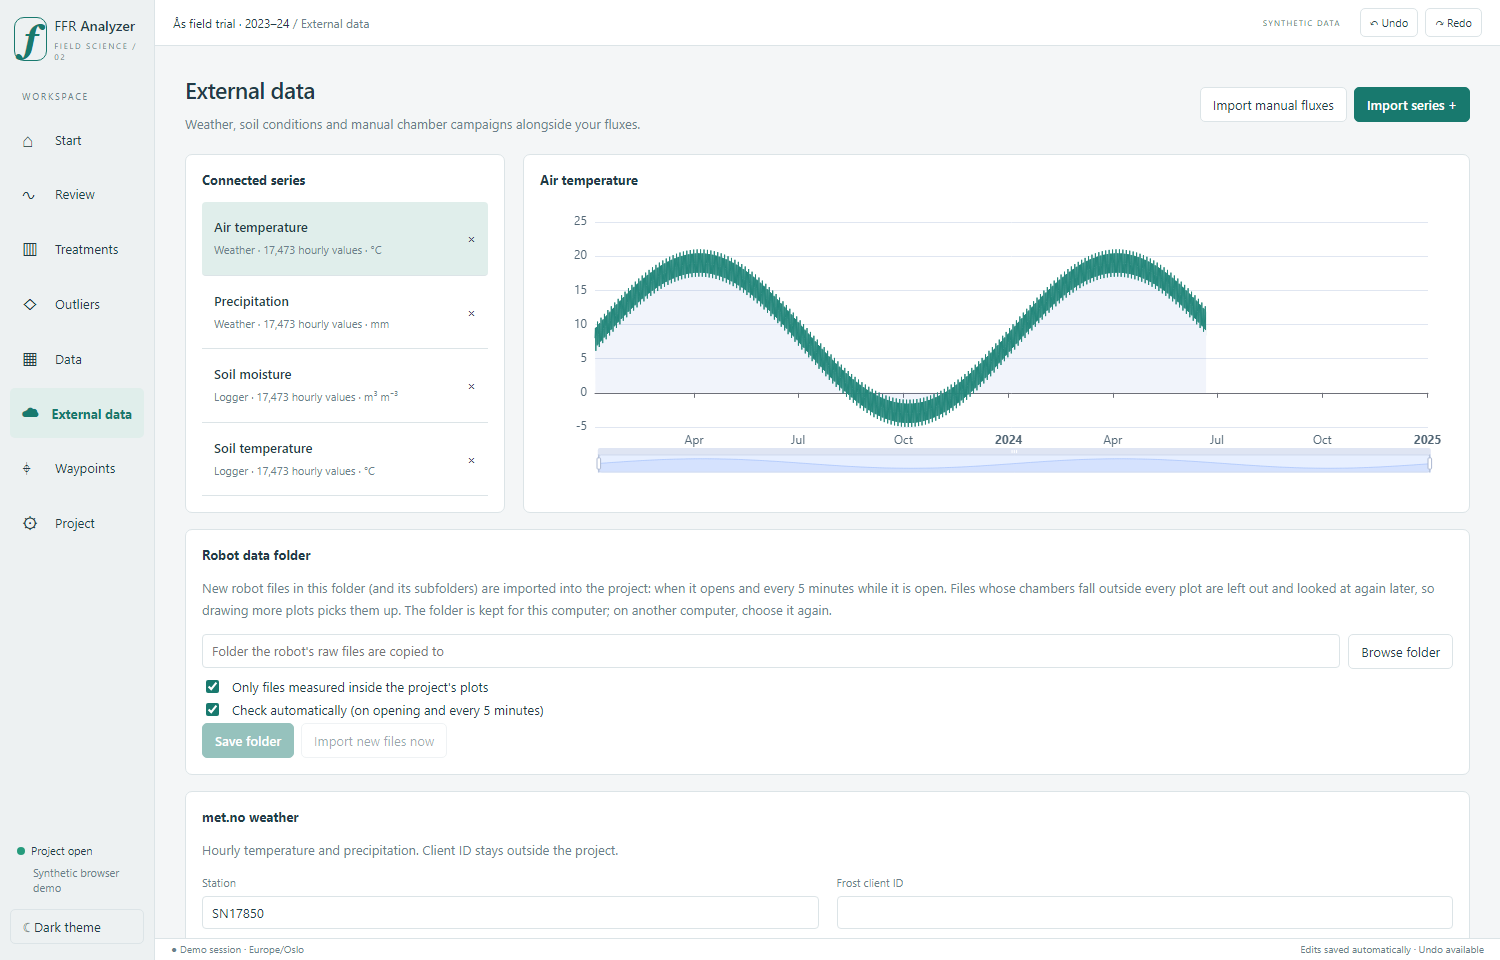 FFR Analyzer
FIELD SCIENCE /
02
WORKSPACE
Start
Review
Treatments
Outliers
Data
External data
Waypoints
Project
Project open
Synthetic browser
demo
Dark theme
Ås field trial · 2023–24 / External data
SYNTHETIC DATA
Undo
Redo
External data
Weather, soil conditions and manual chamber campaigns alongside your fluxes.
Import manual fluxes
Import series +
Connected series
Air temperature
Weather · 17,473 hourly values · °C
×
Precipitation
Weather · 17,473 hourly values · mm
×
Soil moisture
Logger · 17,473 hourly values · m³ m⁻³
×
Soil temperature
Logger · 17,473 hourly values · °C
×
Air temperature
25
20
15
10
5
0
-5
Apr Jul Oct 2024 Apr Jul Oct 2025
Robot data folder
New robot files in this folder (and its subfolders) are imported into the project: when it opens and every 5 minutes while it is open. Files whose chambers fall outside every plot are left out and looked at again later, so
drawing more plots picks them up. The folder is kept for this computer; on another computer, choose it again.
Folder the robot's raw files are copied to
Browse folder
Only files measured inside the project's plots
Check automatically (on opening and every 5 minutes)
Save folder
Import new files now
met.no weather
Hourly temperature and precipitation. Client ID stays outside the project.
Station
Frost client ID
SN17850
Demo session · Europe/Oslo
Edits saved automatically · Undo available